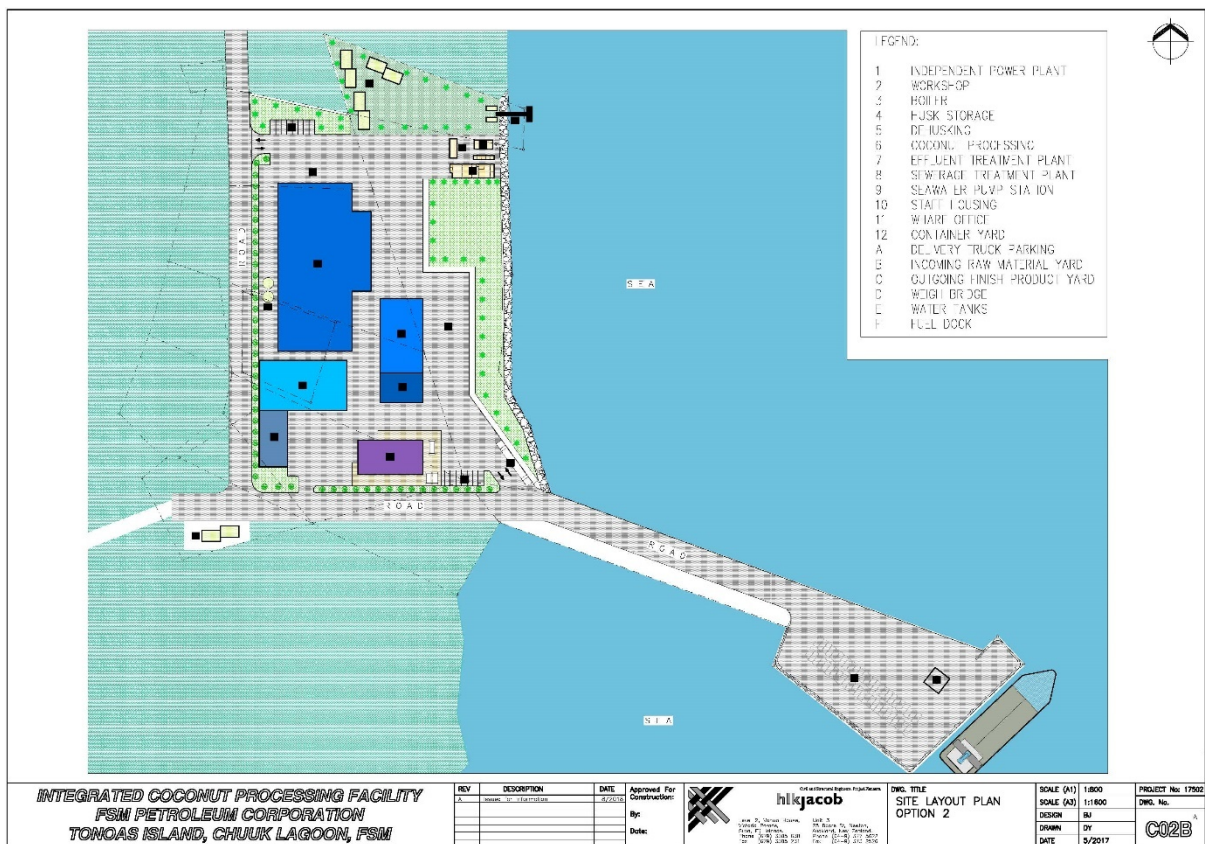 LEGEND:
1 INDEPENDENT POWER PLANT
2 WORKSHOP
3 BOILER
4 HUSK STORAGE
5 DEHUSKING
6 COCONUT PROCESSING
7 EFFLUENT TREATMENT PLANT
8 SEWERAGE TREATMENT PLANT
9 SEAWATER PUMP STATION
10 STAFF HOUSING
11 WHARF OFFICE
12 CONTAINER YARD
A DELIVERY TRUCK PARKING
B INCOMING RAW MATERIAL YARD
C OUTGOING FINISH PRODUCT YARD
D WEIGH BRIDGE
E WATER TANKS
F FUEL DOCK
ROAD
SEA
ROAD
ROAD
SEA
INTEGRATED COCONUT PROCESSING FACILITY
FSM PETROLEUM CORPORATION
TONOAS ISLAND, CHUUK LAGOON, FSM
REV DESCRIPTION DATE
A Issued for Information
Approved For
Construction:
By:
Date:
hlkjacob
DWG. TITLE
SITE LAYOUT PLAN
OPTION 2
SCALE (A1) 1:800
SCALE (A3) 1:1600
DESIGN BJ
DRAWN DY
DATE 5/2017
PROJECT No: 17502
DWG. No.
C02B
A